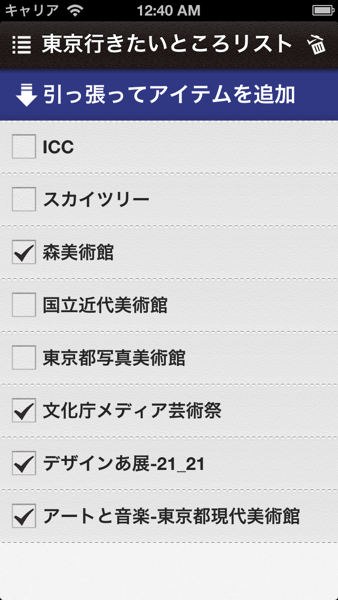 キャリア 12:40 AM
東京行きたいところリスト
引っ張ってアイテムを追加
ICC
スカイツリー
森美術館
国立近代美術館
東京都写真美術館
文化庁メディア芸術祭
デザインあ展-21_21
アートと音楽-東京都現代美術館